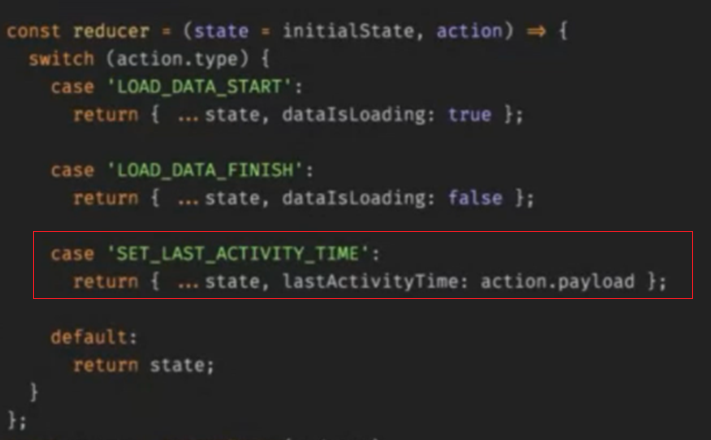 const reducer = (state = initialState, action) => {
switch (action.type) {
case 'LOAD_DATA_START':
return { ...state, dataIsLoading: true };
case 'LOAD_DATA_FINISH':
return { ...state, dataIsLoading: false };
case 'SET_LAST_ACTIVITY_TIME':
return { ...state, lastActivityTime: action.payload };
default:
return state;
}
};